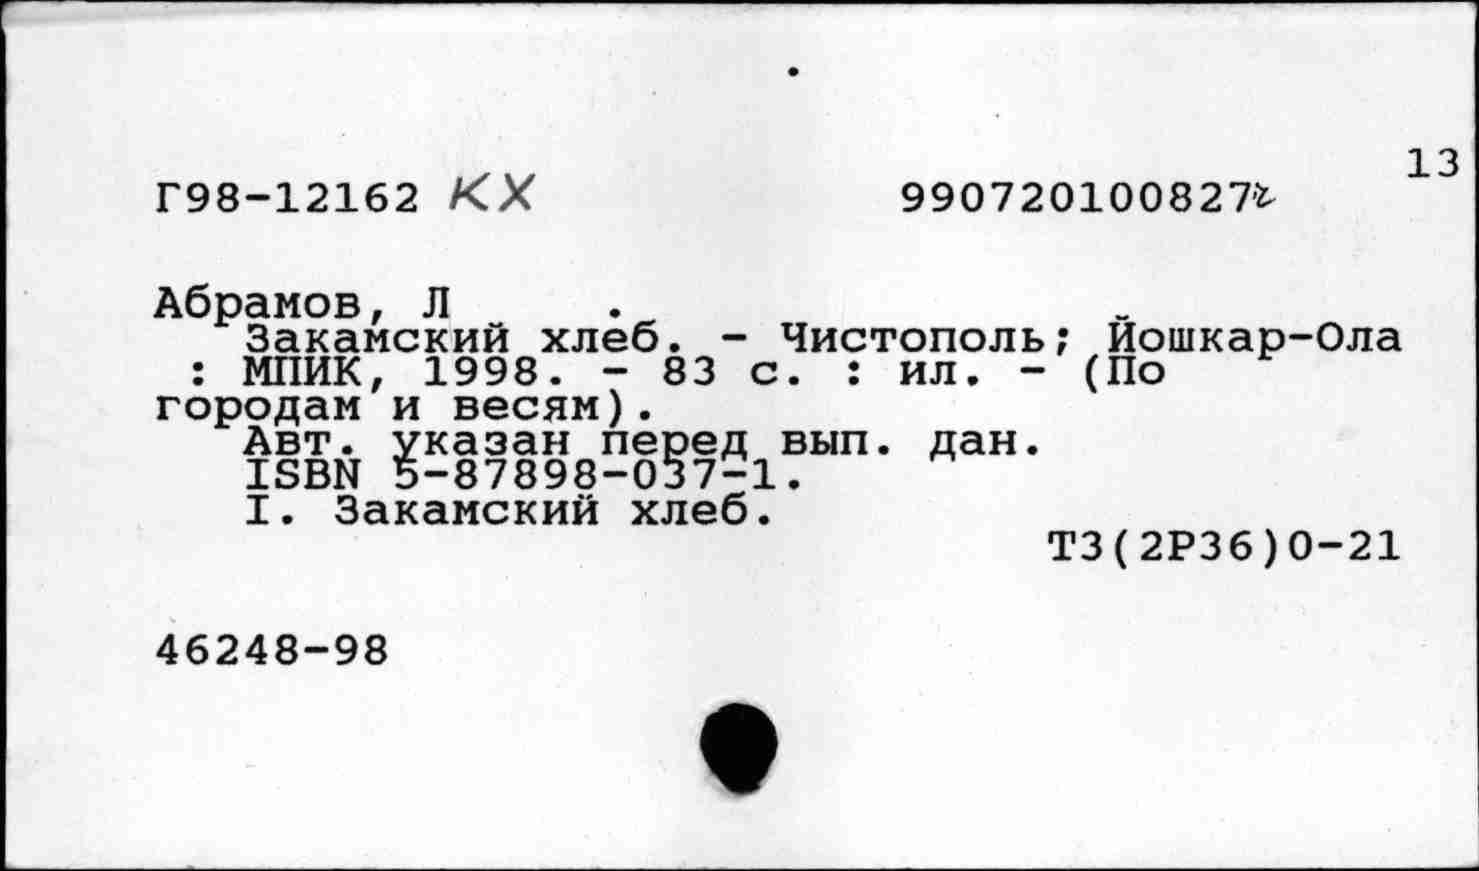 13
Г98-12162 КХ 9907201008272
Абрамов, Л .
Закамский хлеб. - Чистополь; Йошкар-Ола
: МПИК, 1998. - 83 с. : ил. - (По
городам и весям).
Авт. указан перед вып. дан.
ISBN 5-87898-037-1.
I. Закамский хлеб.
Т3(2Р36)0-21
46248-98